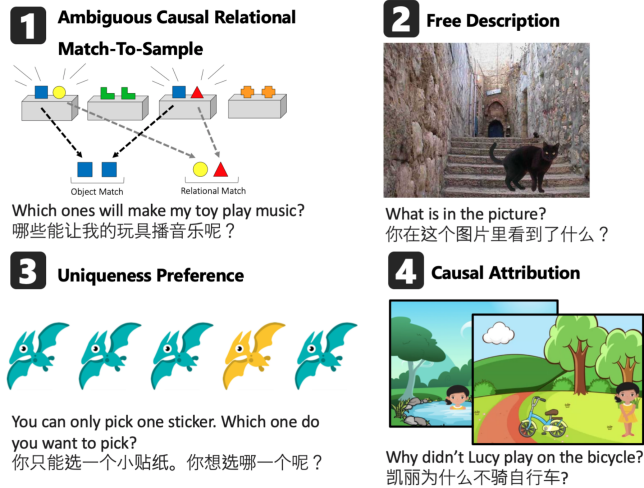 1 Ambiguous Causal Relational
Match-To-Sample
Object Match
Relational Match
Which ones will make my toy play music?
哪些能让我的玩具播音乐呢？
2 Free Description
What is in the picture?
你在这个图片里看到了什么？
3 Uniqueness Preference
You can only pick one sticker. Which one do
you want to pick?
你只能选一个小贴纸。你想选哪一个呢？
4 Causal Attribution
Why didn’t Lucy play on the bicycle?
凯丽为什么不骑自行车?